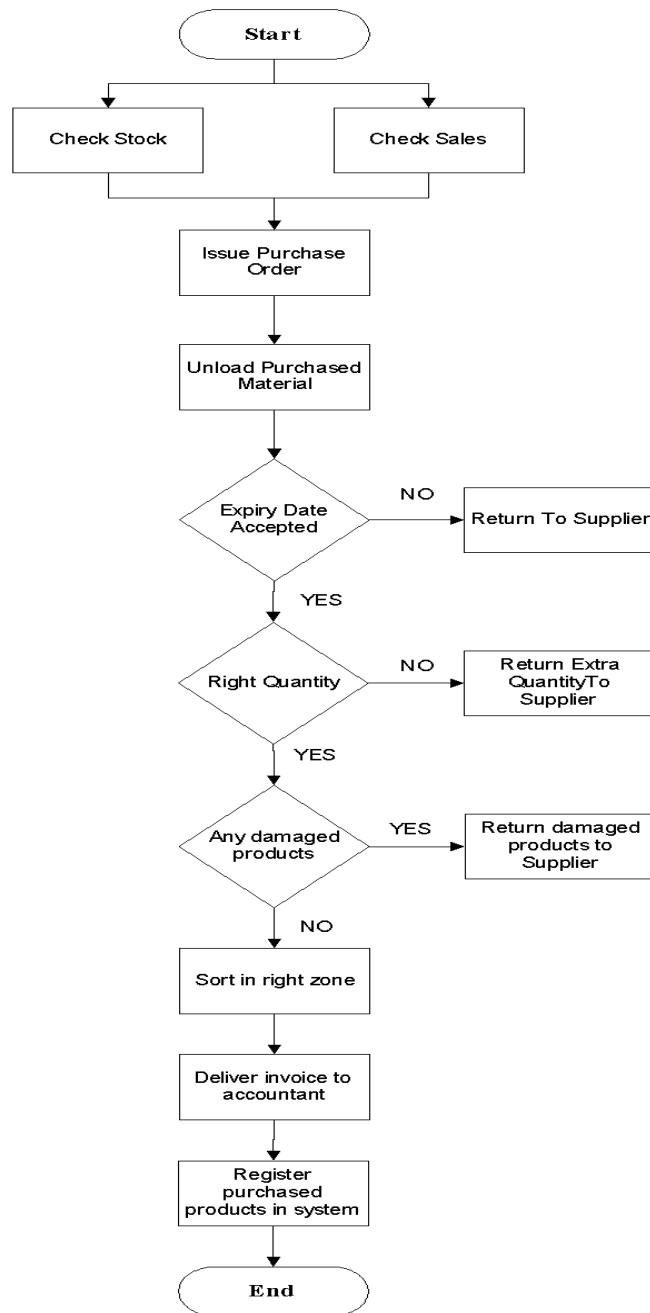 Start
Check Stock
Check Sales
Issue Purchase
Order
Unload Purchased
Material
Expiry Date
Accepted
NO
Return To Supplier
YES
Right Quantity
NO
Return Extra
QuantityTo
Supplier
YES
Any damaged
products
YES
Return damaged
products to
Supplier
NO
Sort in right zone
Deliver invoice to
accountant
Register
purchased
products in system
End